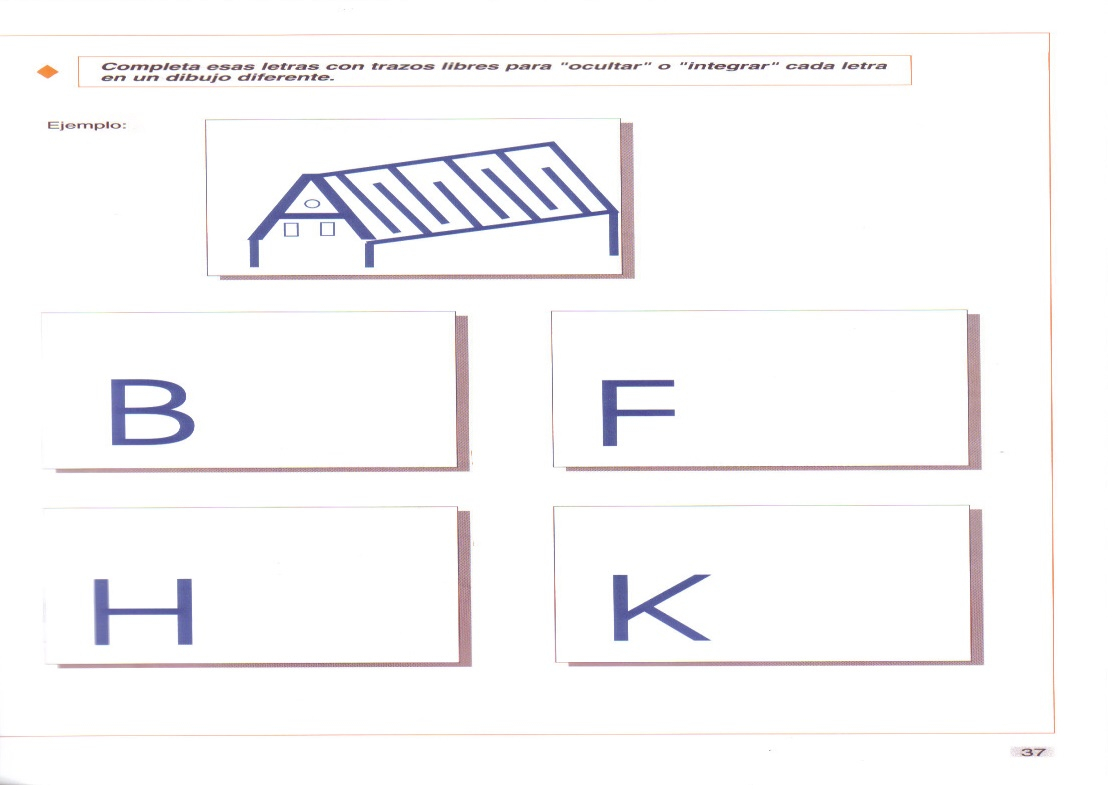 Completa esas letras con trazos libres para "ocultar" o "integrar" cada letra
en un dibujo diferente.
Ejemplo:
B
F
H
K
37